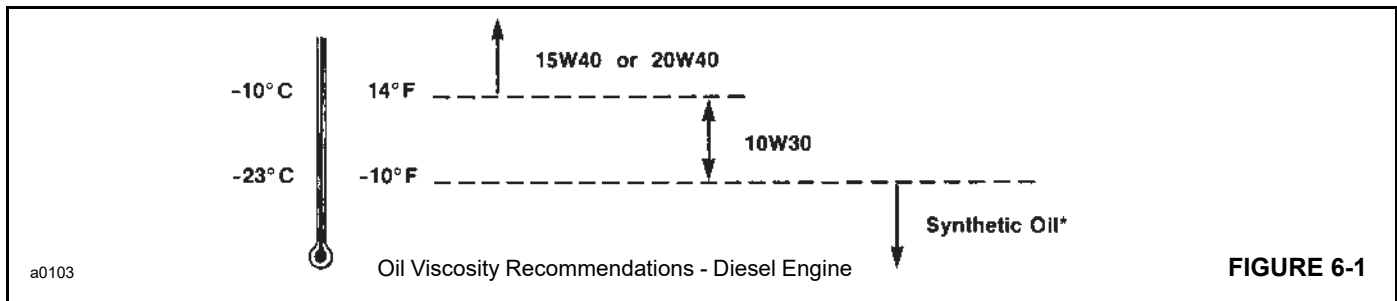 15W40 or 20W40
-10°C 14°F
10W30
-23°C -10°F
Synthetic Oil*
a0103 Oil Viscosity Recommendations - Diesel Engine FIGURE 6-1